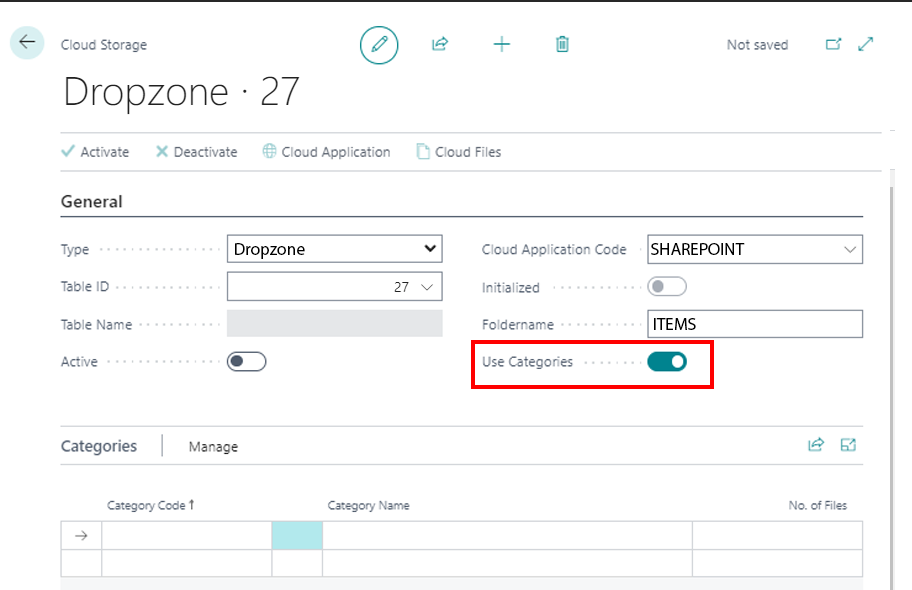 Cloud Storage
Not saved
Dropzone · 27
Activate Deactivate Cloud Application Cloud Files
General
Type Dropzone Cloud Application Code SHAREPOINT
Table ID 27 Initialized
Table Name Foldername ITEMS
Active Use Categories
Categories Manage
Category Code ↑ Category Name No. of Files